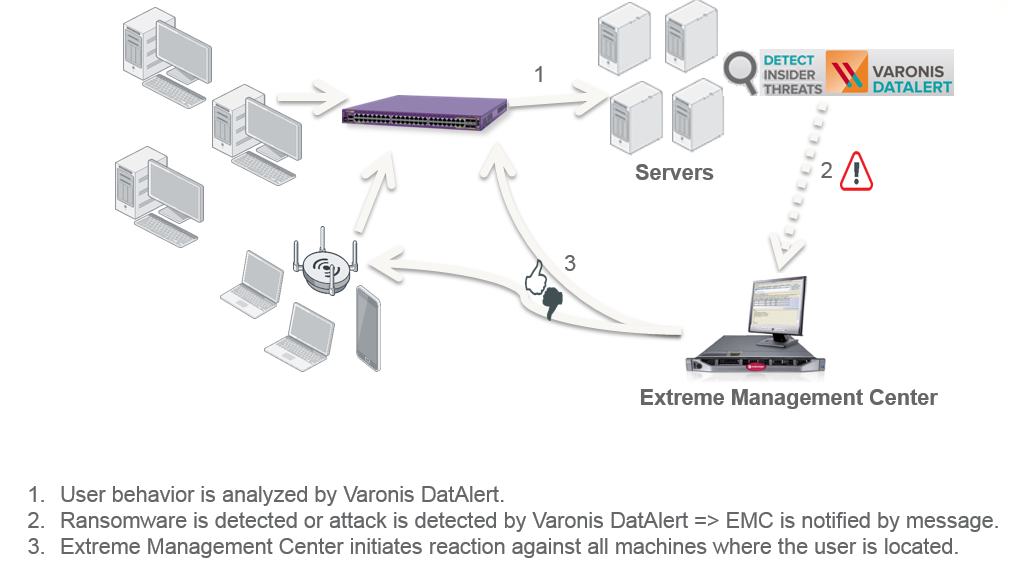 1
DETECT
INSIDER
THREATS
VARONIS
DATALERT
Servers
2
3
Extreme Management Center
1. User behavior is analyzed by Varonis DatAlert.
2. Ransomware is detected or attack is detected by Varonis DatAlert => EMC is notified by message.
3. Extreme Management Center initiates reaction against all machines where the user is located.